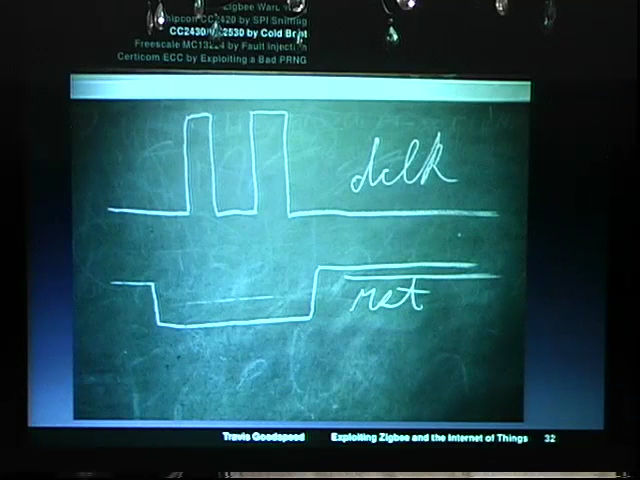 Zigbee
Chipcon CC2420 by SPI Sniffing
CC2430/CC2530 by Cold Boot
Freescale MC13224 by Fault Injection
Certicom ECC by Exploiting a Bad PRNG
dclk
rst
Travis Goodspeed Exploiting Zigbee and the Internet of Things 32